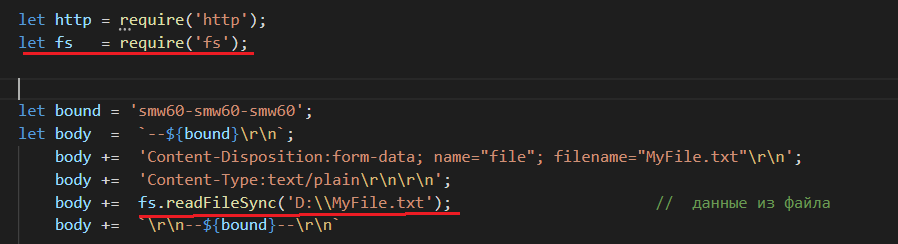 let http = require('http');
let fs   = require('fs');
let bound = 'smw60-smw60-smw60';
let body  =  `--${bound}\r\n`;
    body +=  'Content-Disposition:form-data; name="file"; filename="MyFile.txt"\r\n';
    body +=  'Content-Type:text/plain\r\n\r\n';
    body +=  fs.readFileSync('D:\\MyFile.txt');                    //  данные из файла
    body +=  `\r\n--${bound}--\r\n`